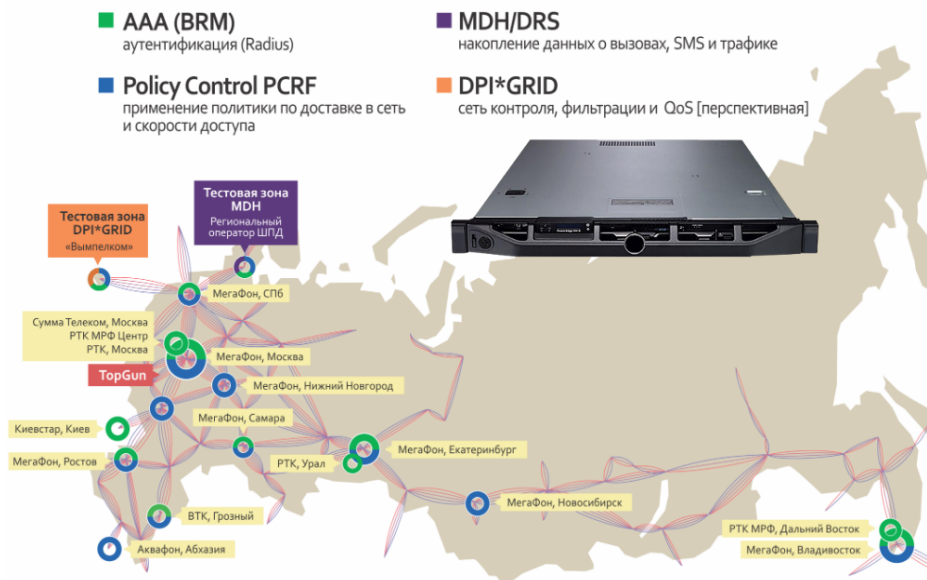 AAA (BRM)
аутентификация (Radius)
Policy Control PCRF
применение политики по доставке в сеть
и скорости доступа
MDH/DRS
накопление данных о вызовах, SMS и трафике
DPI*GRID
сеть контроля, фильтрации и QoS [перспективная]
Тестовая зона
DPI*GRID
«Вымпелком»
Тестовая зона
MDH
Региональный
оператор ШПД
МегаФон, СПб
Сумма Телеком, Москва
РТК МРФ Центр
РТК, Москва
МегаФон, Москва
TopGun
МегаФон, Нижний Новгород
МегаФон, Самара
Киевстар, Киев
МегаФон, Ростов
РТК, Урал
МегаФон, Екатеринбург
МегаФон, Новосибирск
ВТК, Грозный
Аквафон, Абхазия
РТК МРФ, Дальний Восток
МегаФон, Владивосток